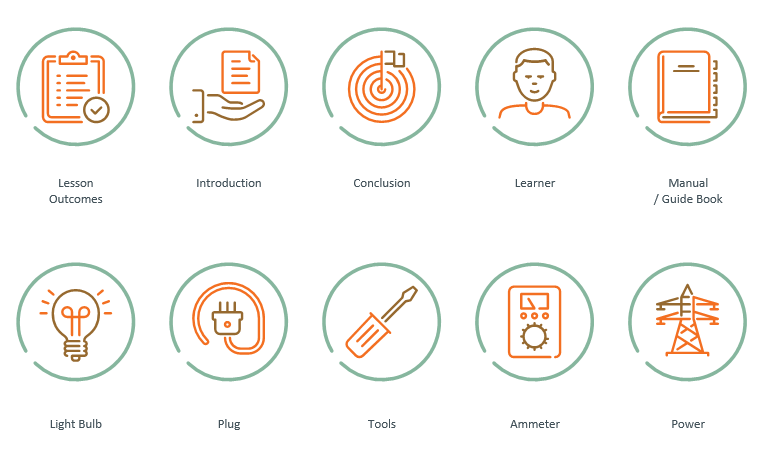 Lesson
Outcomes
Introduction
Conclusion
Learner
Manual
/ Guide Book
Light Bulb
Plug
Tools
Ammeter
Power